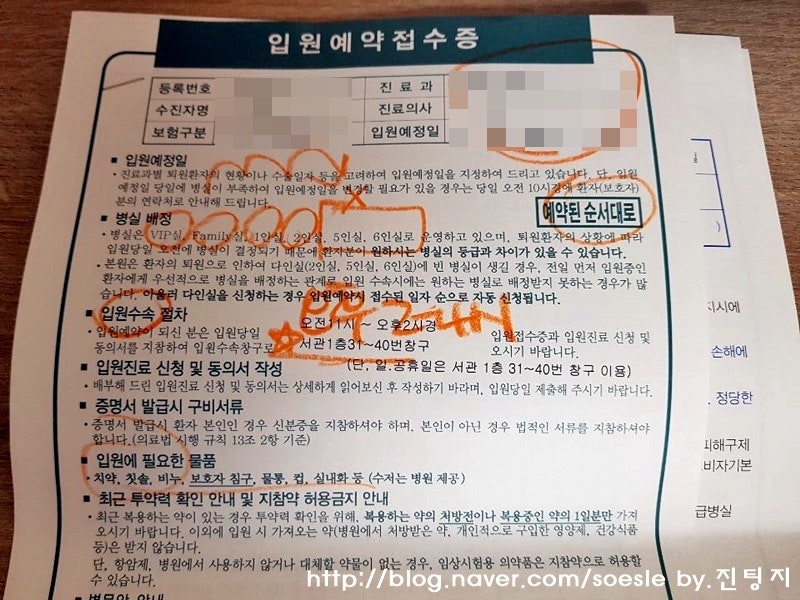 입원예약접수증
등록번호 진료과
수진자명 진료의사
보험구분 입원예정일
■ 입원예정일
· 진료과별 퇴원환자의 현황이나 수술일자 등을 고려하여 입원예정일을 지정하여 드리고 있습니다. 단, 입원
예정일 당일에 병실이 부족하여 입원예정일을 변경할 필요가 있을 경우는 당일 오전 10시경에 환자(보호자)
분의 연락처로 안내해 드립니다.
예약된 순서대로
■ 병실 배정
· 병실은 VIP실, Family실, 1인실, 2인실, 5인실, 6인실로 운영하고 있으며, 퇴원환자의 상황에 따라
입원당일 오전에 병실이 결정되기 때문에 환자분이 원하시는 병실의 등급과 차이가 있을 수 있습니다.
· 본원은 환자의 퇴원으로 인하여 다인실(2인실, 5인실, 6인실)에 빈 병실이 생길 경우, 전일 먼저 입원중인
환자에게 우선적으로 병실을 배정하는 관계로 입원 수속시에는 원하는 병실로 배정받지 못하는 경우가 많
습니다. 아울러 다인실을 신청하는 경우 입원예약시 접수된 일자 순으로 자동 신청됩니다.
■ 입원수속 절차
· 입원예약이 되신 분은 입원당일 오전11시 ~ 오후2시경 입원접수증과 입원진료 신청 및
동의서를 지참하여 입원수속창구로 서관1층31~40번창구 오시기 바랍니다.
(단, 일,공휴일은 서관 1층 31~40번 창구 이용)
■ 입원진료 신청 및 동의서 작성
· 배부해 드린 입원진료 신청 및 동의서는 상세하게 읽어보신 후 작성하기 바라며, 입원당일 제출해 주시기 바랍니다.
■ 증명서 발급시 구비서류
· 증명서 발급시 환자 본인인 경우 신분증을 지참하셔야 하며, 본인이 아닌 경우 법적인 서류를 지참하셔야
합니다.(의료법 시행 규칙 13조 2항 기준)
■ 입원에 필요한 물품
· 치약, 칫솔, 비누, 보호자 침구, 물통, 컵, 실내화 등 (수저는 병원 제공)
■ 최근 투약력 확인 안내 및 지참약 허용금지 안내
· 최근 복용하는 약이 있는 경우 투약력 확인을 위해, 복용하는 약의 처방전이나 복용중인 약의 1일분만 가져
오시기 바랍니다. 이외에 입원 시 가져오는 약(병원에서 처방받은 약, 개인적으로 구입한 영양제, 건강식품
등)은 받지 않습니다.
단, 항암제, 병원에서 사용하지 않거나 대체할 약물이 없는 경우, 임상시험용 의약품은 지참약으로 허용할
수 있습니다.
■ 병문안 안내
지시에
손해에
정당한
피해구제
비자기본
급병실
http://blog.naver.com/soesle by.진팅지